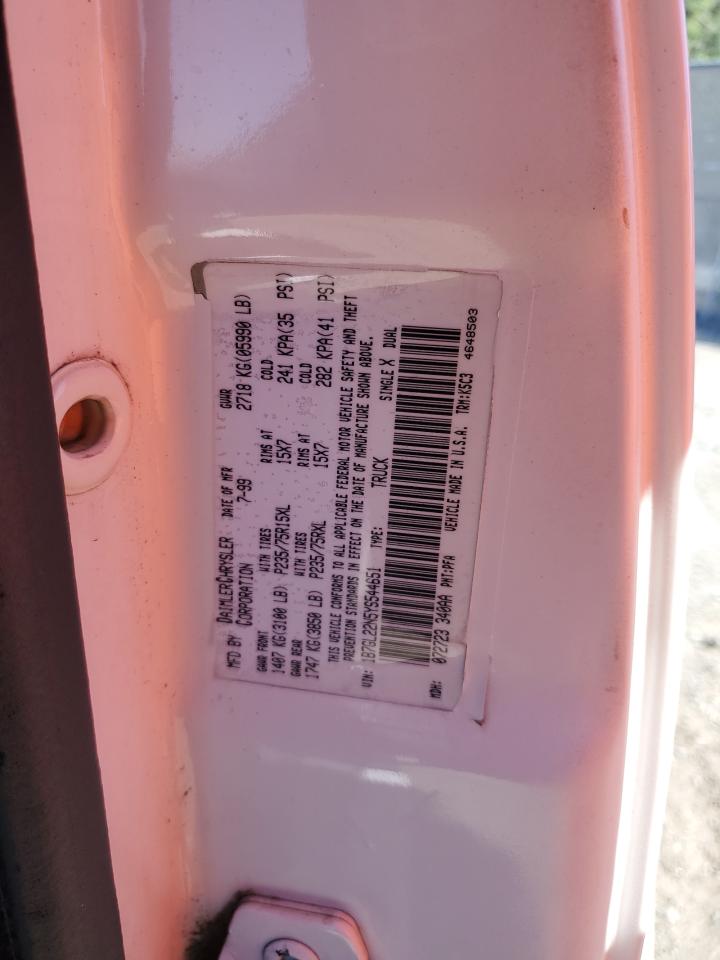 MFD BY DAIMLERCHRYSLER CORPORATION DATE OF MFR 7-99 GVWR 2718 KG(05990 LB)
GAWR FRONT WITH TIRES RIMS AT COLD
1407 KG(3100 LB) P235/75R15XL 15X7 241 KPA(35 PSI)
GAWR REAR WITH TIRES RIMS AT COLD
1747 KG(3850 LB) P235/75RXL 15X7 282 KPA(41 PSI)
THIS VEHICLE CONFORMS TO ALL APPLICABLE FEDERAL MOTOR VEHICLE SAFETY AND THEFT
PREVENTION STANDARDS IN EFFECT ON THE DATE OF MANUFACTURE SHOWN ABOVE.
VIN: 1B7GL22N5YS544651 TYPE: TRUCK SINGLE X DUAL
MDH: 072723 340AA PNT:PFA VEHICLE MADE IN U.S.A. TRM:K5C3
4648503